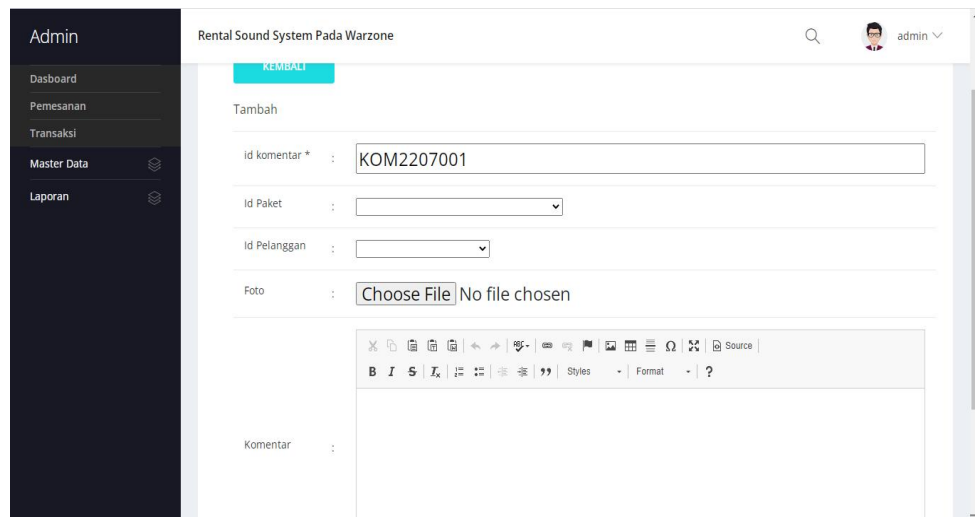 Admin
Rental Sound System Pada Warzone
admin
Dasboard
Pemesanan
Transaksi
Master Data
Laporan
KEMBALI
Tambah
id komentar * : KOM2207001
Id Paket :
Id Pelanggan :
Foto : Choose File No file chosen
Source
B I S Ix Styles Format ?
Komentar :